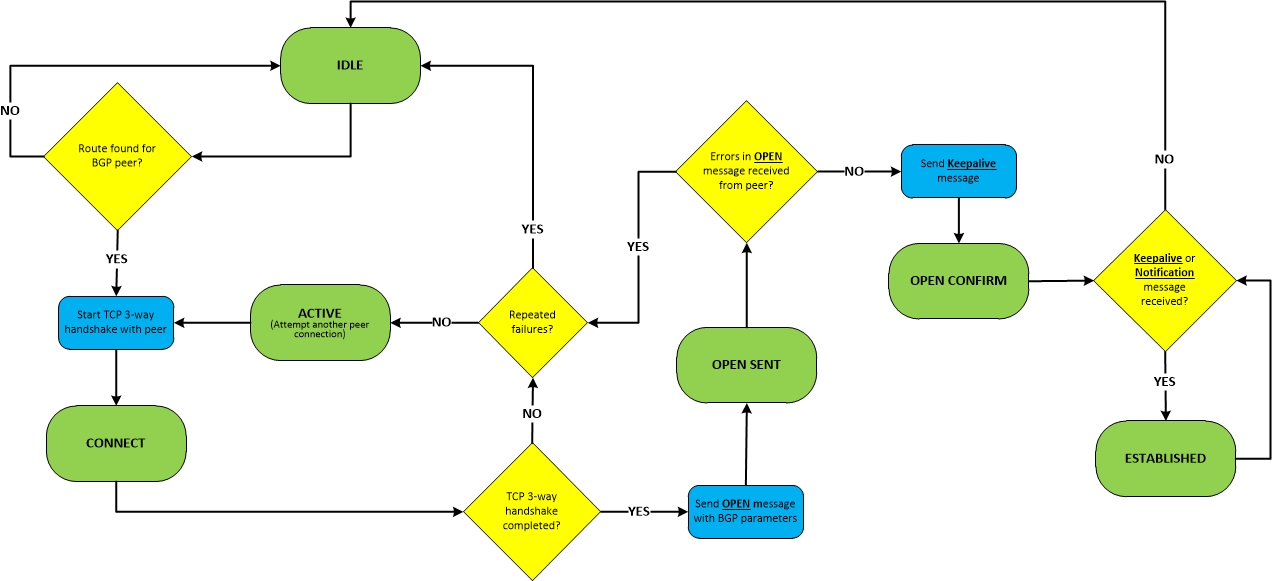 IDLE
NO
Route found for
BGP peer?
YES
Start TCP 3-way
handshake with peer
CONNECT
ACTIVE
(Attempt another peer
connection)
NO
Repeated
failures?
YES
NO
TCP 3-way
handshake
completed?
YES
Send OPEN message
with BGP parameters
OPEN SENT
Errors in OPEN
message received
from peer?
YES
NO
Send Keepalive
message
OPEN CONFIRM
Keepalive or
Notification
message
received?
NO
YES
ESTABLISHED